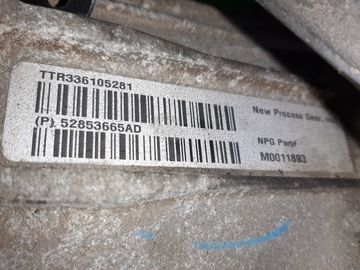 TTR336105281
(P) 52853665AD
New Process Gear,
NPG Part#
M0011893